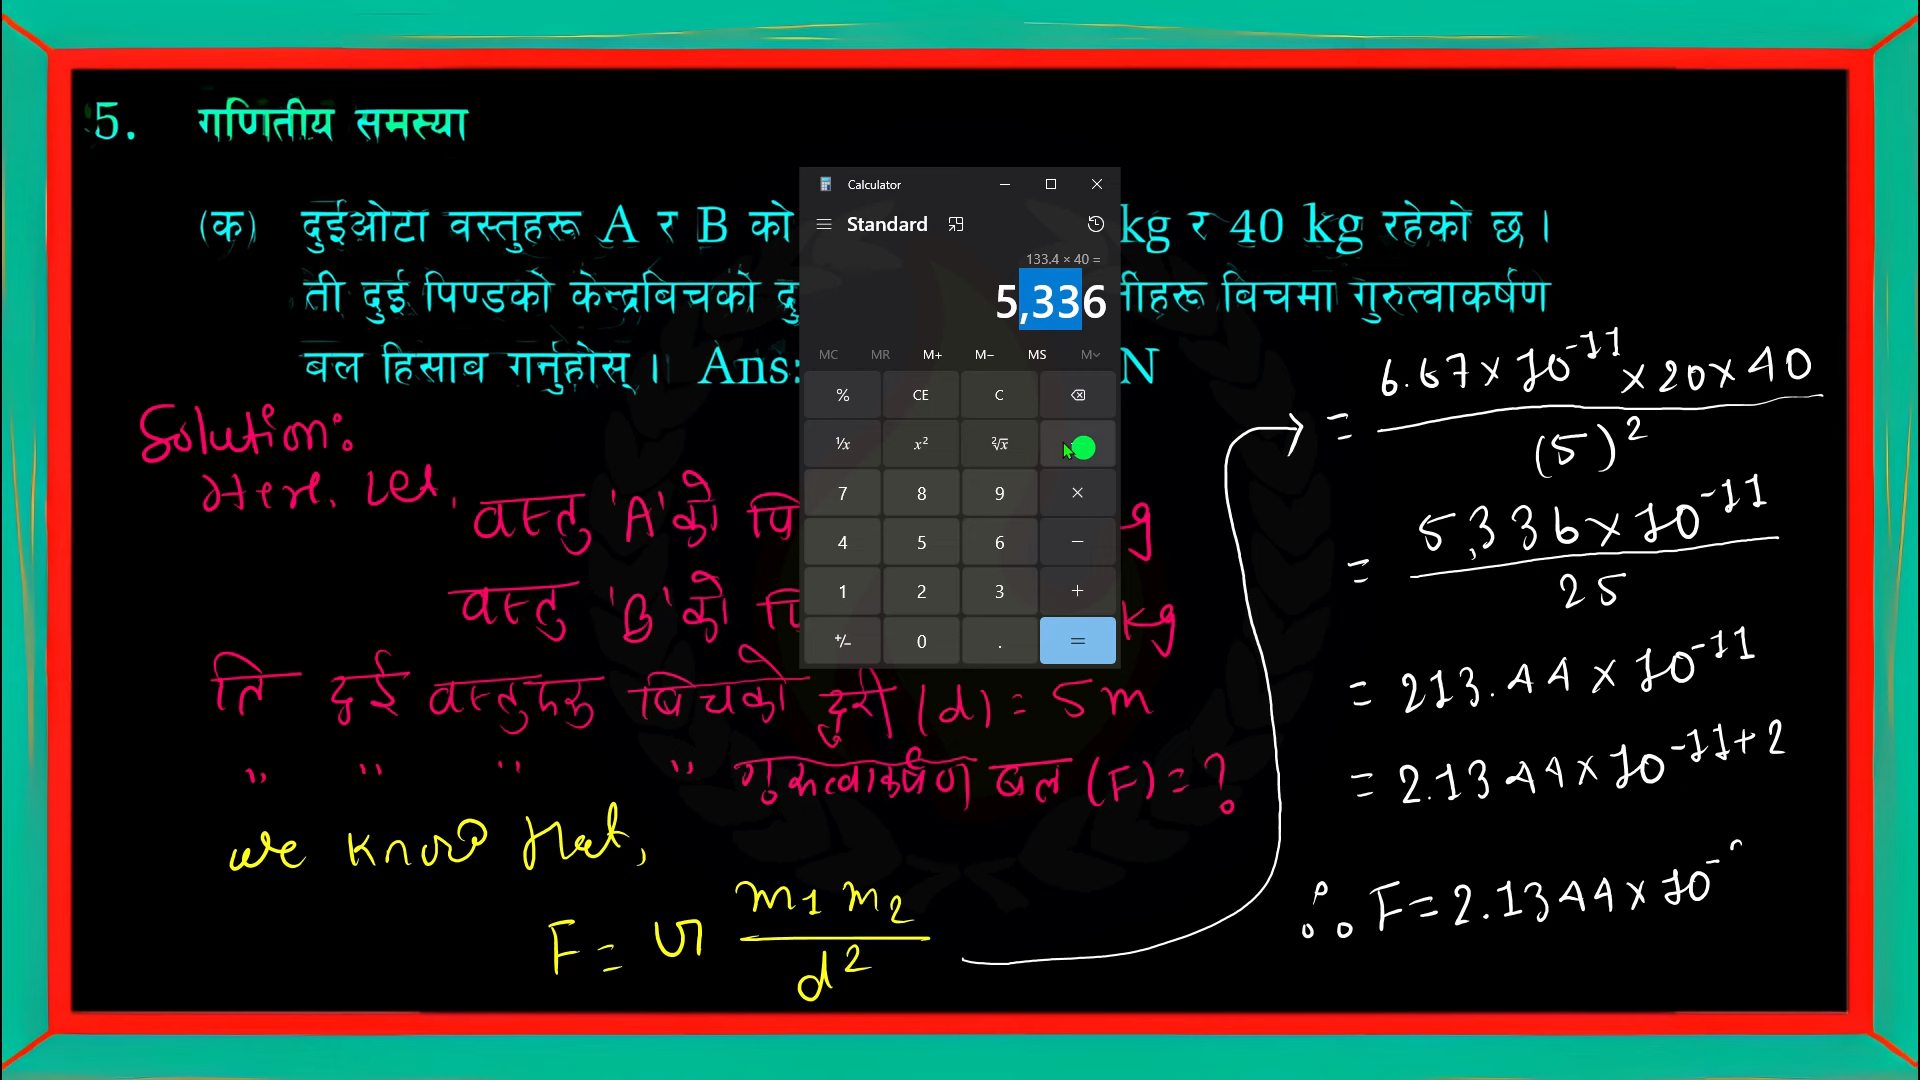 5. गणितीय समस्या
(क) दुईओटा वस्तुहरू A र B को kg र 40 kg रहेको छ ।
ती दुई पिण्डको केन्द्रबिचको दु ीहरू बिचमा गुरुत्वाकर्षण
बल हिसाब गर्नुहोस् । Ans: N
Calculator
Standard
133.4 × 40 =
5,336
MC MR M+ M− MS M
% CE C
¹/x x² ²√x
7 8 9 ×
4 5 6 −
1 2 3 +
+/− 0 . =
Solution:
Here, Let,
वस्तु 'A' को पि g
वस्तु 'B' को पि kg
ति दुई वस्तुहरु बिचको दुरी (d) = 5 m
" " " " गुरुत्वाकर्षण बल (F) = ?
we know that,
F = G m1 m2 / d²
= 6.67 × 10⁻¹¹ × 20 × 40 / (5)²
= 5,336 × 10⁻¹¹ / 25
= 213.44 × 10⁻¹¹
= 2.1344 × 10⁻¹¹⁺²
∴ F = 2.1344 × 10⁻